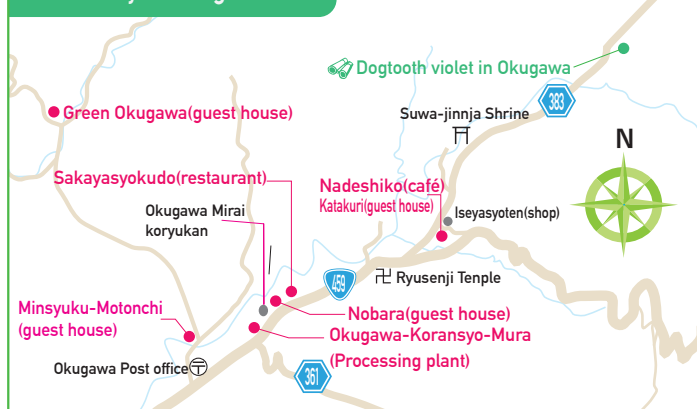 Dogtooth violet in Okugawa
383
Suwa-jinnja Shrine
Green Okugawa(guest house)
N
Sakayasyokudo(restaurant)
Nadeshiko(café)
Katakuri(guest house)
Iseyasyoten(shop)
Okugawa Mirai
koryukan
卍 Ryusenji Tenple
459
Minsyuku-Motonchi
(guest house)
Nobara(guest house)
Okugawa-Koransyo-Mura
(Processing plant)
Okugawa Post office〶
361